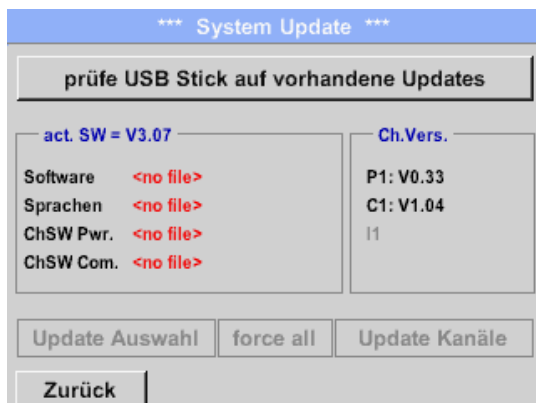 *** System Update ***
prüfe USB Stick auf vorhandene Updates
act. SW = V3.07
Software <no file>
Sprachen <no file>
ChSW Pwr. <no file>
ChSW Com. <no file>
Ch.Vers.
P1: V0.33
C1: V1.04
I1
Update Auswahl
force all
Update Kanäle
Zurück